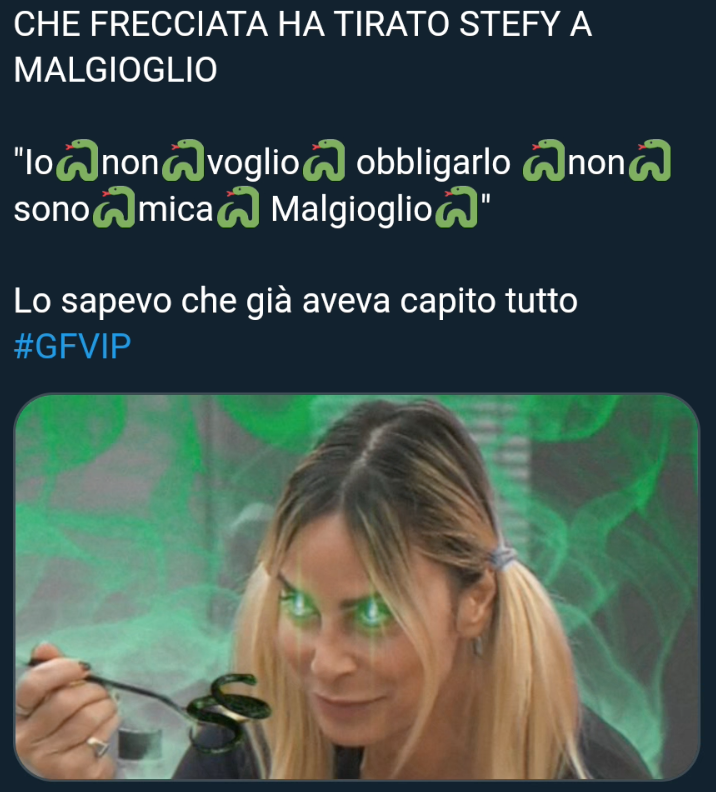 CHE FRECCIATA HA TIRATO STEFY A
MALGIOGLIO
"Io🐍non🐍voglio🐍 obbligarlo 🐍non🐍
sono🐍mica🐍 Malgioglio🐍"
Lo sapevo che già aveva capito tutto
#GFVIP